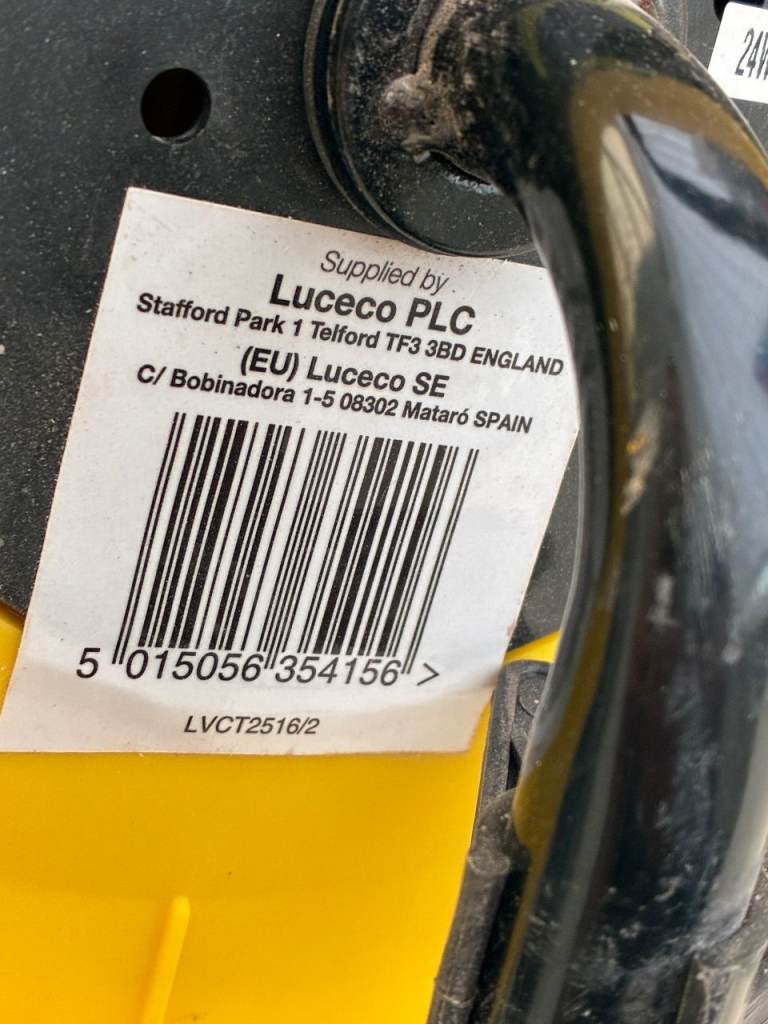 Supplied by
Luceco PLC
Stafford Park 1 Telford TF3 3BD ENGLAND
(EU) Luceco SE
C/ Bobinadora 1-5 08302 Mataró SPAIN
5 015056 354156 >
LVCT2516/2